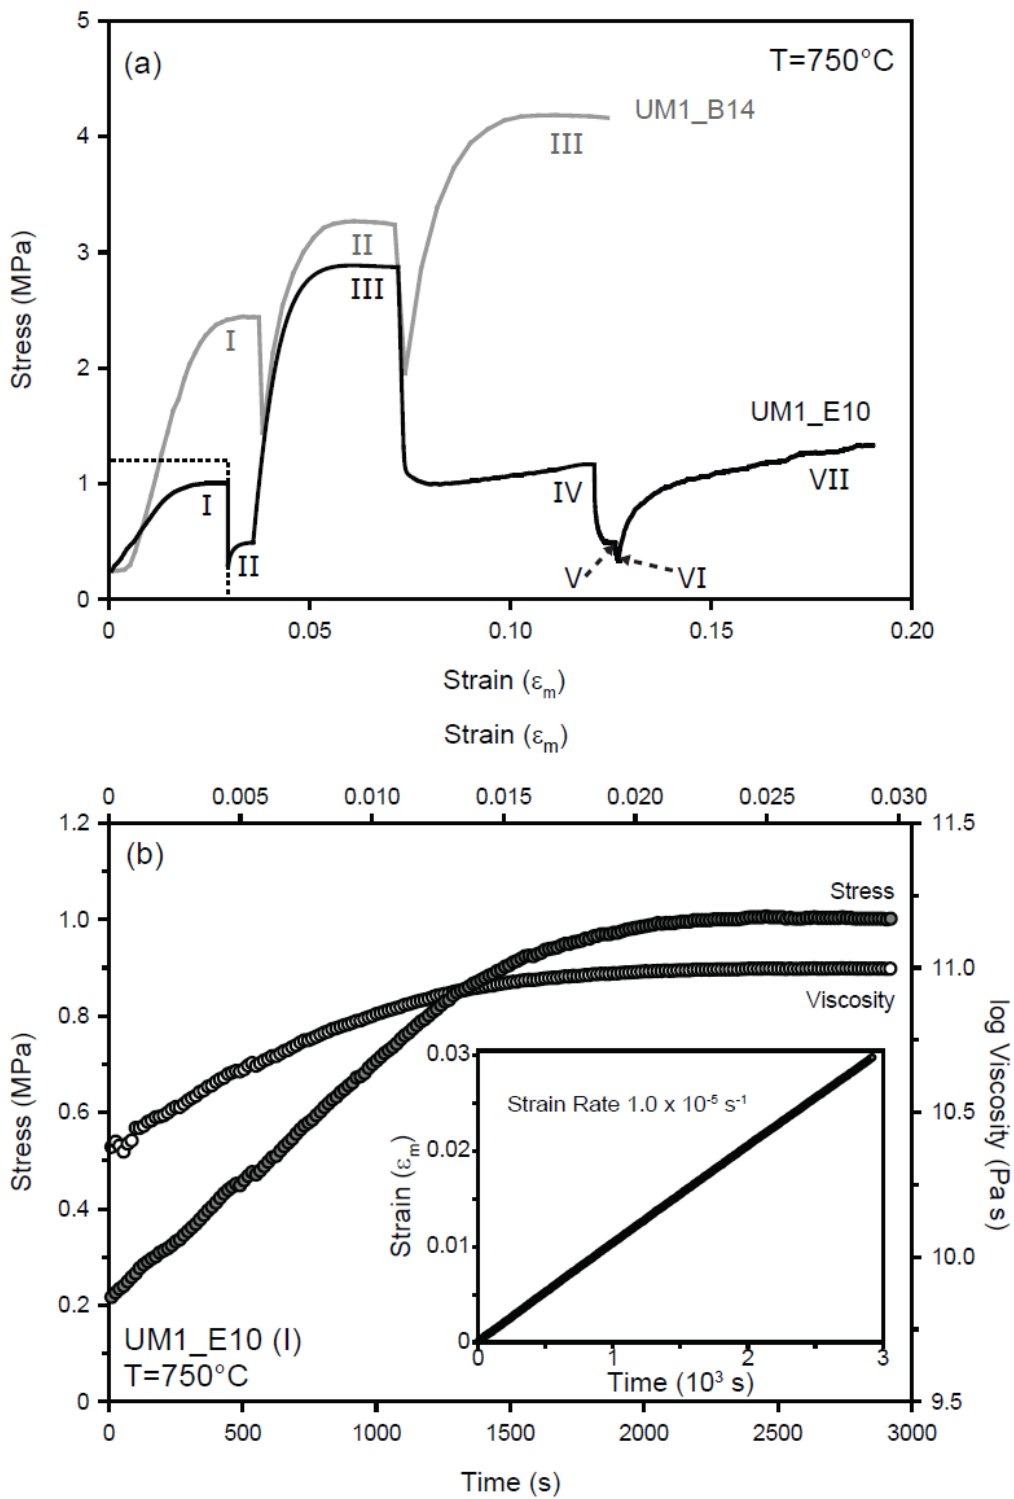 5
(a)
T=750°C
UM1_B14
4
III
II
3
III
Stress (MPa)
I
2
UM1_E10
1
I
IV
VII
II
V
VI
0
0 0.05 0.10 0.15 0.20
Strain (εm)
Strain (εm)
0 0.005 0.010 0.015 0.020 0.025 0.030
1.2
11.5
(b)
Stress
1.0
11.0
Viscosity
0.8
Stress (MPa)
log Viscosity (Pa s)
0.03
Strain Rate 1.0 x 10⁻⁵ s⁻¹
0.6
10.5
0.02
Strain (εm)
0.4
0.01
10.0
0.2
0
UM1_E10 (I)
0 1 2 3
T=750°C
Time (10³ s)
0
9.5
0 500 1000 1500 2000 2500 3000
Time (s)